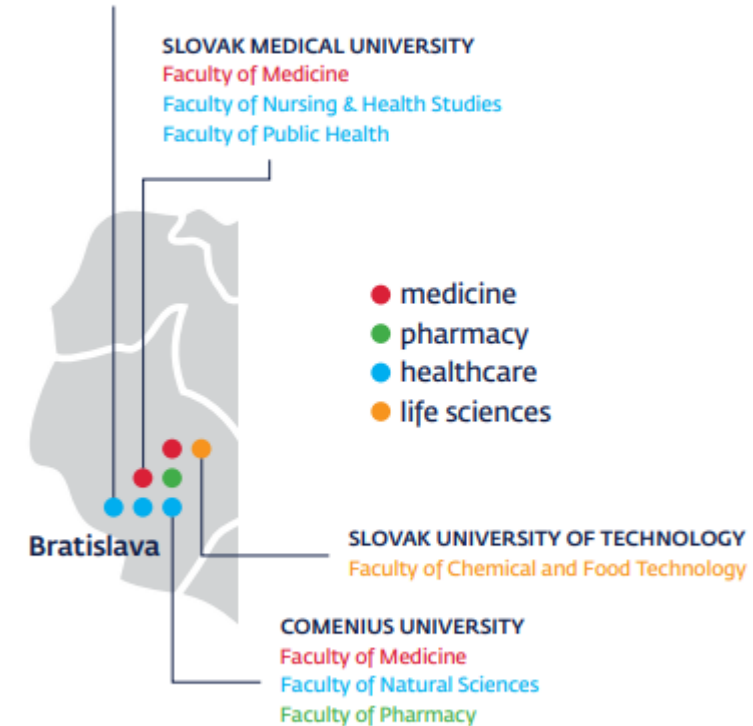 SLOVAK MEDICAL UNIVERSITY
Faculty of Medicine
Faculty of Nursing & Health Studies
Faculty of Public Health
medicine
pharmacy
healthcare
life sciences
Bratislava
SLOVAK UNIVERSITY OF TECHNOLOGY
Faculty of Chemical and Food Technology
COMENIUS UNIVERSITY
Faculty of Medicine
Faculty of Natural Sciences
Faculty of Pharmacy